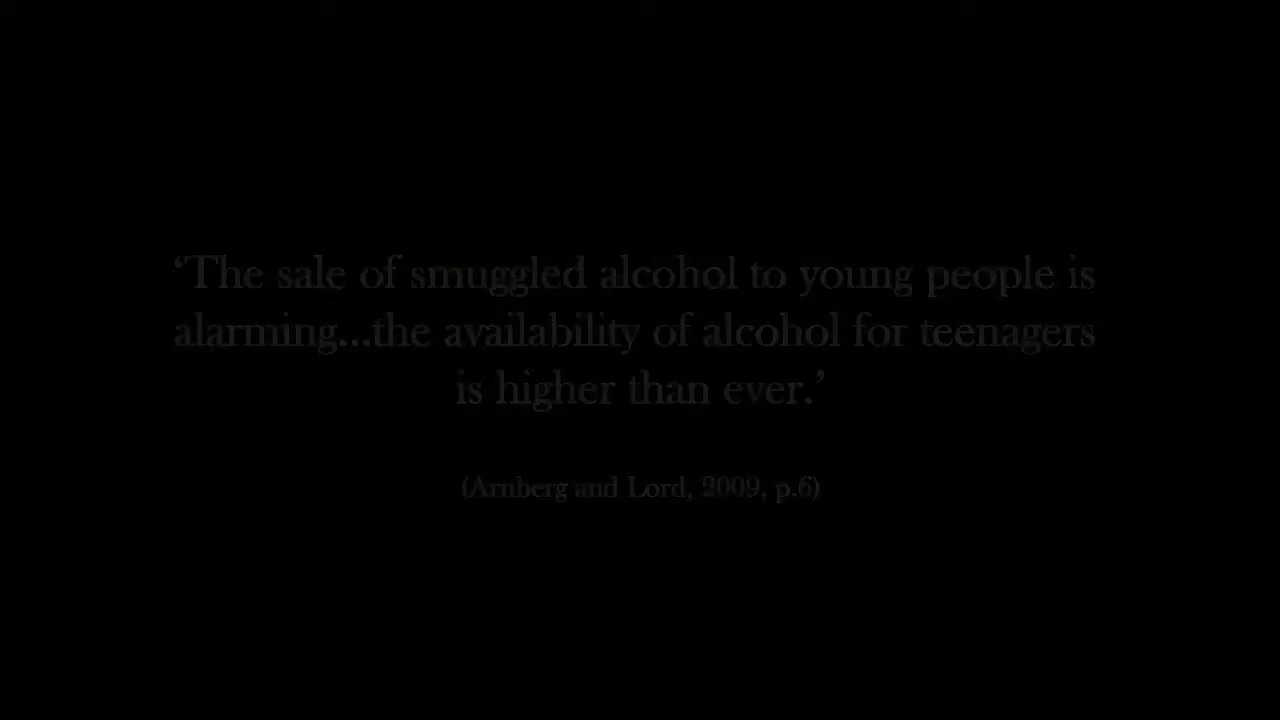 ‘The sale of smuggled alcohol to young people is
alarming...the availability of alcohol for teenagers
is higher than ever.’
(Arnberg and Lord, 2009, p.6)